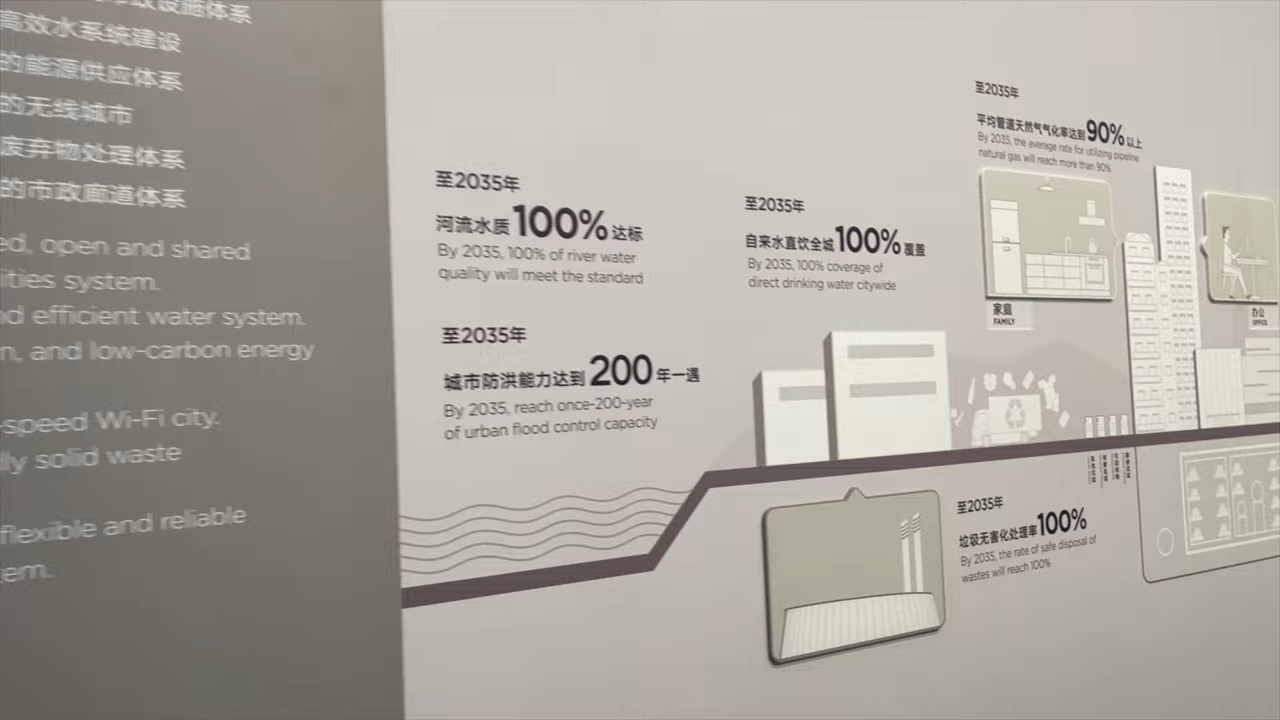 设施体系
高效水系统建设
的能源供应体系
的无线城市
废弃物处理体系
的市政廊道体系
ed, open and shared
ities system.
nd efficient water system.
n, and low-carbon energy
-speed Wi-Fi city.
lly solid waste
flexible and reliable
em.
至2035年
河流水质100%达标
By 2035, 100% of river water
quality will meet the standard
至2035年
城市防洪能力达到200年一遇
By 2035, reach once-200-year
of urban flood control capacity
至2035年
自来水直饮全城100%覆盖
By 2035, 100% coverage of
direct drinking water citywide
至2035年
平均管道天然气气化率达到90%以上
By 2035, the average rate for utilizing pipeline
natural gas will reach more than 90%
家庭
FAMILY
办公
OFFICE
至2035年
垃圾无害化处理率100%
By 2035, the rate of safe disposal of
wastes will reach 100%